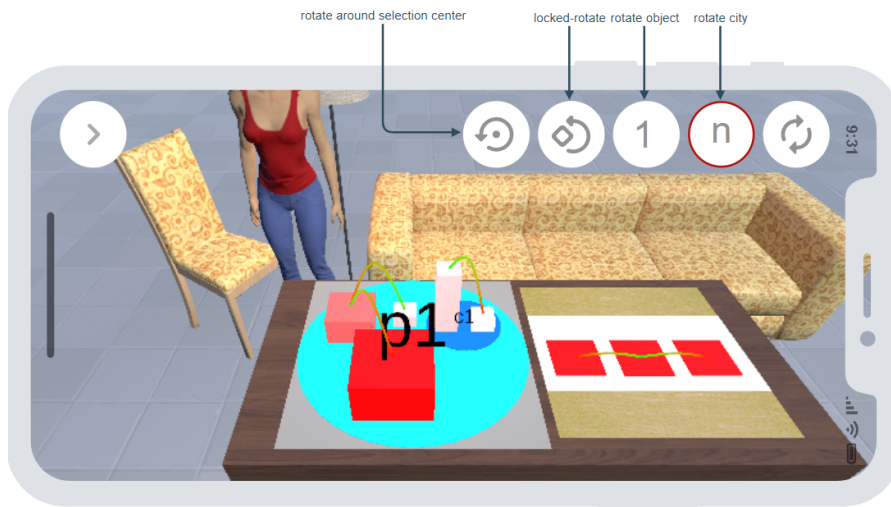 rotate around selection center
locked-rotate
rotate object
rotate city
1
n
9:31
p1
c1